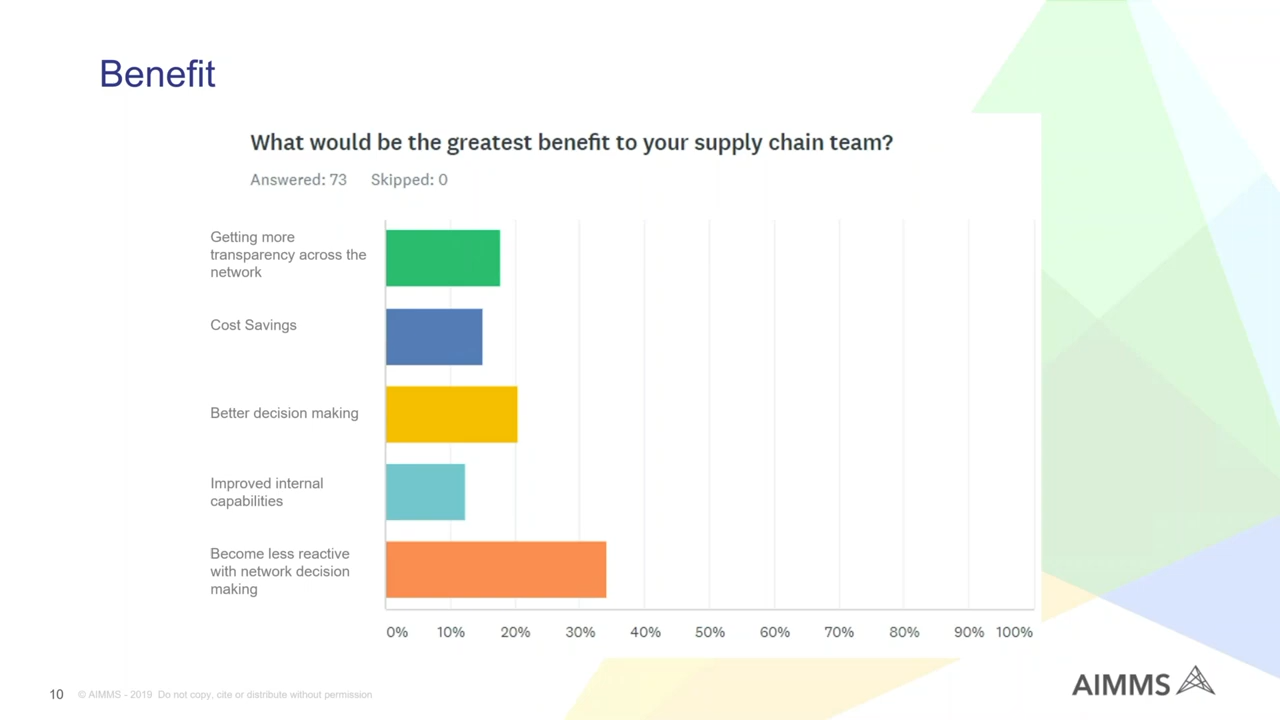 Benefit
What would be the greatest benefit to your supply chain team?
Answered: 73 Skipped: 0
Getting more
transparency across the
network
Cost Savings
Better decision making
Improved internal
capabilities
Become less reactive
with network decision
making
0% 10% 20% 30% 40% 50% 60% 70% 80% 90% 100%
10 © AIMMS - 2019 Do not copy, cite or distribute without permission
AIMMS